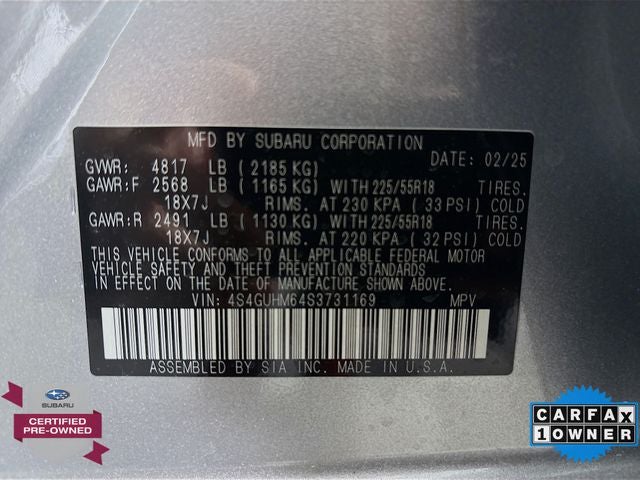 MFD BY SUBARU CORPORATION
GVWR: 4817 LB (2185 KG) DATE: 02/25
GAWR:F 2568 LB (1165 KG) WITH 225/55R18 TIRES.
18X7J RIMS. AT 230 KPA (33 PSI) COLD
GAWR:R 2491 LB (1130 KG) WITH 225/55R18 TIRES.
18X7J RIMS. AT 220 KPA (32 PSI) COLD
THIS VEHICLE CONFORMS TO ALL APPLICABLE FEDERAL MOTOR
VEHICLE SAFETY AND THEFT PREVENTION STANDARDS
IN EFFECT ON THE DATE OF MANUFACTURE SHOWN ABOVE.
VIN: 4S4GUHM64S3731169 MPV
ASSEMBLED BY SIA INC. MADE IN U.S.A.
SUBARU
CERTIFIED
PRE-OWNED
CARFAX
1 OWNER